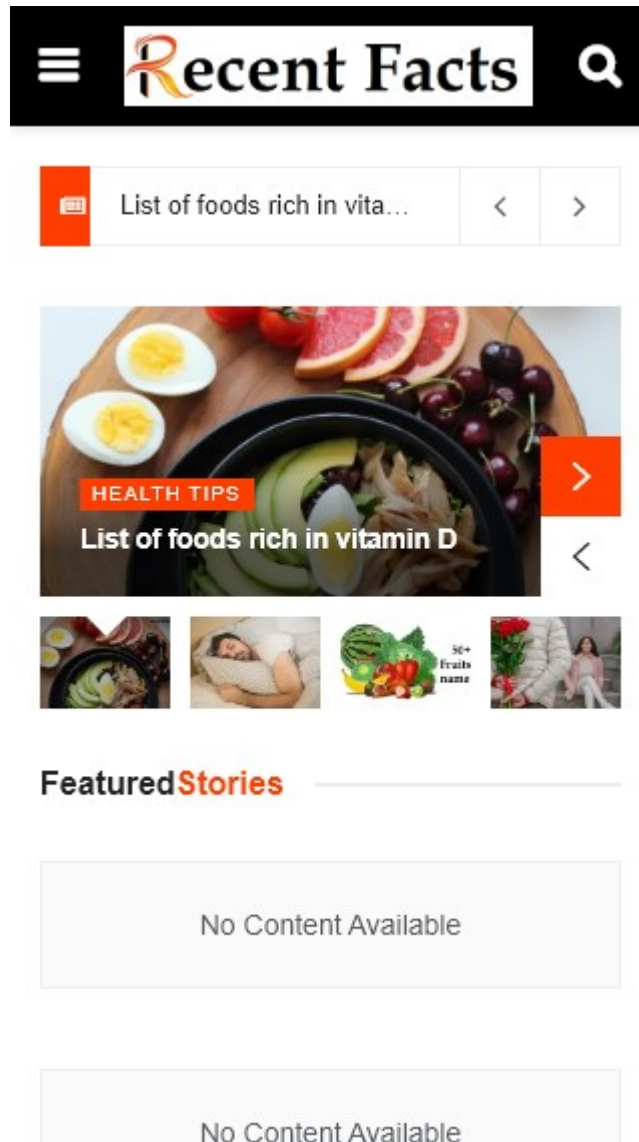 Recent Facts
List of foods rich in vita...
HEALTH TIPS
List of foods rich in vitamin D
50+
Fruits
name
FeaturedStories
No Content Available
No Content Available